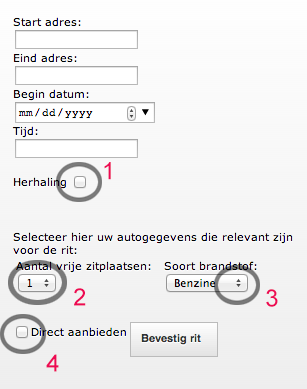 Start adres:
Eind adres:
Begin datum:
mm/dd/yyyy
Tijd:
Herhaling
1
Selecteer hier uw autogegevens die relevant zijn
voor de rit:
Aantal vrije zitplaatsen: Soort brandstof:
1 Benzine
2 3
Direct aanbieden Bevestig rit
4